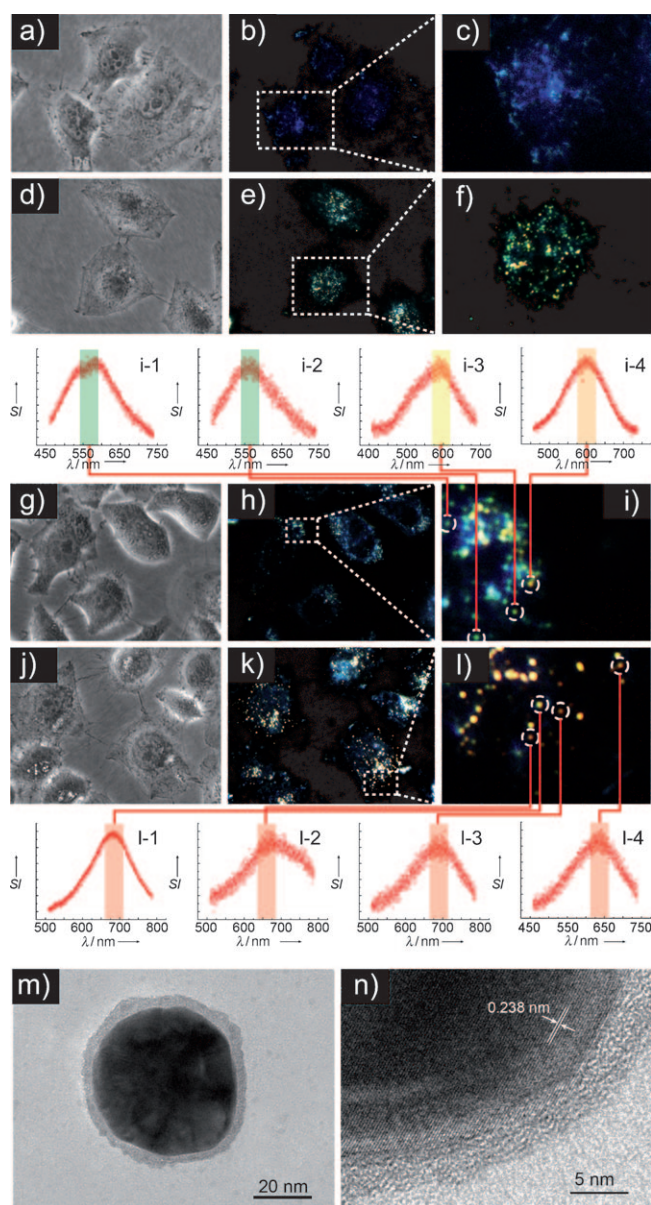 a) b) c)
d) e) f)
i-1 i-2 i-3 i-4
SI SI SI SI
450 550 650 750 450 550 650 750 400 500 600 700 500 600 700
λ/ nm λ/ nm λ/ nm λ/ nm
g) h) i)
j) k) l)
l-1 l-2 l-3 l-4
SI SI SI SI
500 600 700 800 500 600 700 800 500 600 700 800 450 550 650 750
λ/ nm λ/ nm λ/ nm λ/ nm
m) n)
0.238 nm
20 nm 5 nm